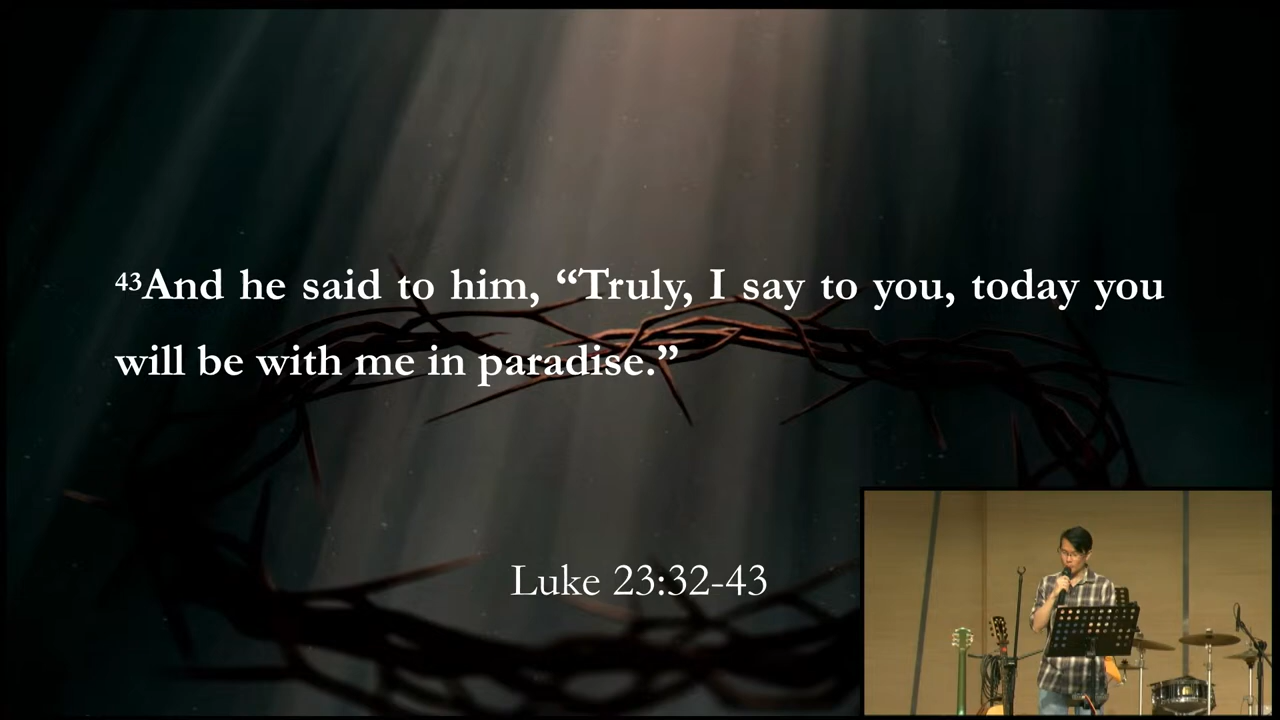 ⁴³And he said to him, “Truly, I say to you, today you
will be with me in paradise.”
Luke 23:32-43